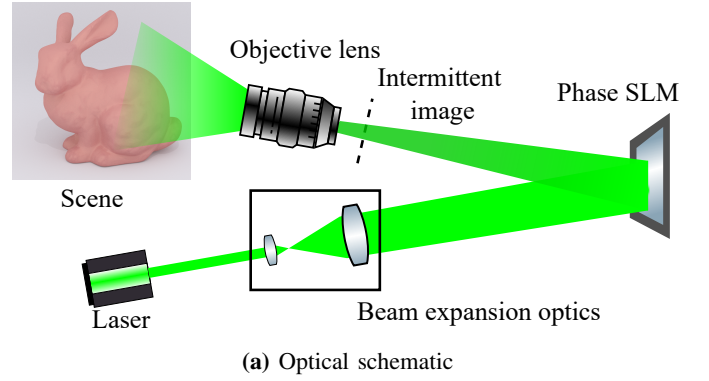 Objective lens
Intermittent
image
Phase SLM
Scene
Laser
Beam expansion optics
(a) Optical schematic